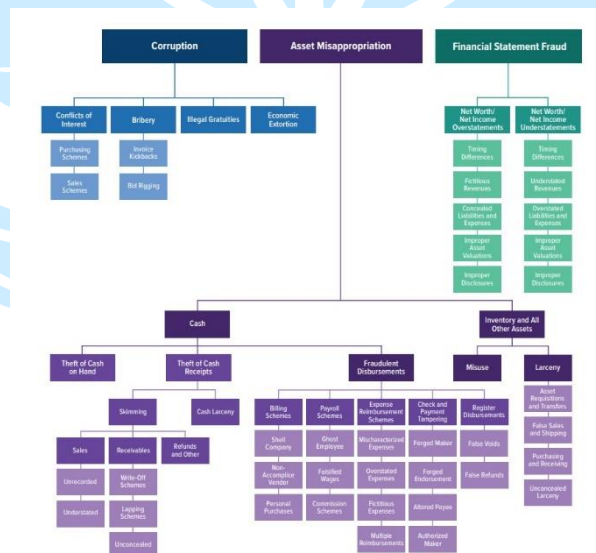 Corruption
Asset Misappropriation
Financial Statement Fraud
Conflicts of
Interest
Bribery
Illegal Gratuities
Economic
Extortion
Net Worth/
Net Income
Overstatements
Net Worth/
Net Income
Understatements
Purchasing
Schemes
Sales
Schemes
Invoice
Kickbacks
Bid Rigging
Timing
Differences
Fictitious
Revenues
Concealed
Liabilities and
Expenses
Improper
Asset
Valuations
Improper
Disclosures
Timing
Differences
Understated
Revenues
Overstated
Liabilities and
Expenses
Improper
Asset
Valuations
Improper
Disclosures
Cash
Inventory and All
Other Assets
Theft of Cash
on Hand
Theft of Cash
Receipts
Fraudulent
Disbursements
Misuse
Larceny
Skimming
Cash Larceny
Sales
Receivables
Refunds
and Other
Unrecorded
Understated
Write-Off
Schemes
Lapping
Schemes
Unconcealed
Billing
Schemes
Payroll
Schemes
Expense
Reimbursement
Schemes
Check and
Payment
Tampering
Register
Disbursements
Shell
Company
Non-
Accomplice
Vendor
Personal
Purchases
Ghost
Employee
Falsified
Wages
Commission
Schemes
Mischaracterized
Expenses
Overstated
Expenses
Fictitious
Expenses
Multiple
Reimbursements
Forged Maker
Forged
Endorsement
Altered Payee
Authorized
Maker
False Voids
False Refunds
Asset
Requisitions
and Transfers
False Sales
and Shipping
Purchasing
and Receiving
Unconcealed
Larceny